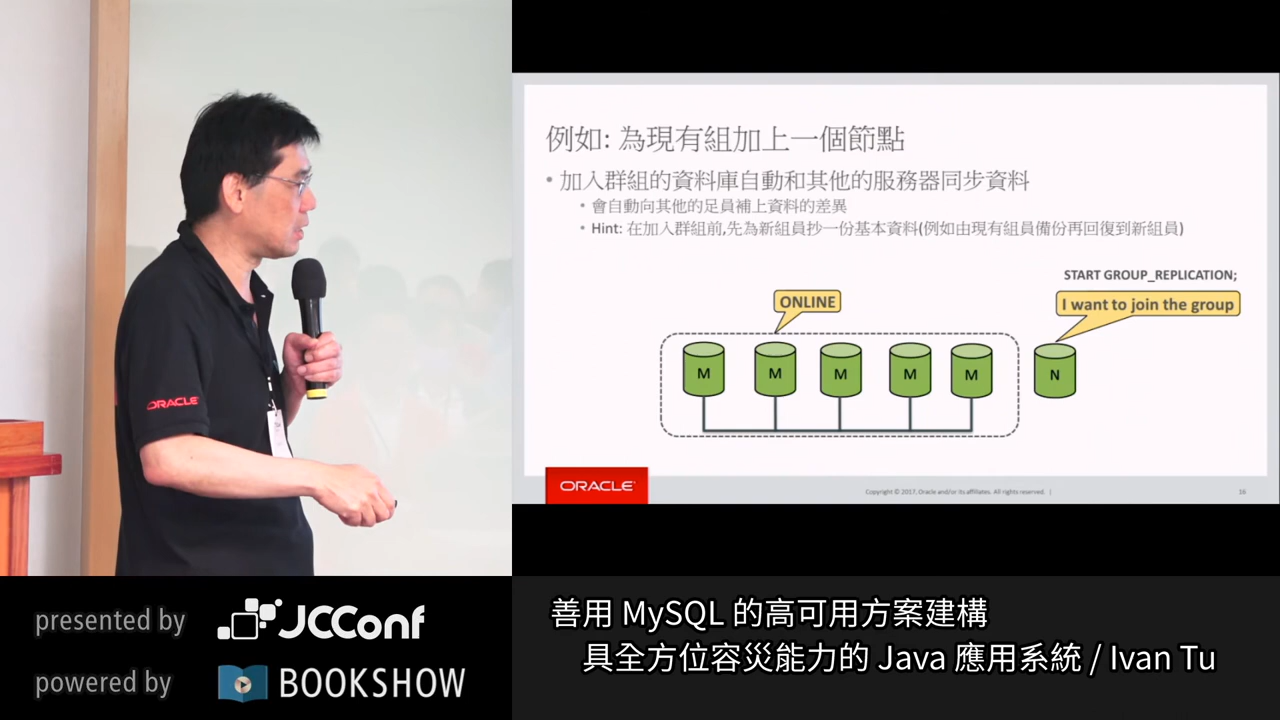 ORACLE
例如: 為現有組加上一個節點
• 加入群組的資料庫自動和其他的服務器同步資料
• 會自動向其他的足員補上資料的差異
• Hint: 在加入群組前,先為新組員抄一份基本資料(例如由現有組員備份再回復到新組員)
START GROUP_REPLICATION;
ONLINE
I want to join the group
M M M M M N
ORACLE
Copyright © 2017, Oracle and/or its affiliates. All rights reserved. |
16
presented by JCConf
powered by BOOKSHOW
善用 MySQL 的高可用方案建構
具全方位容災能力的 Java 應用系統 / Ivan Tu